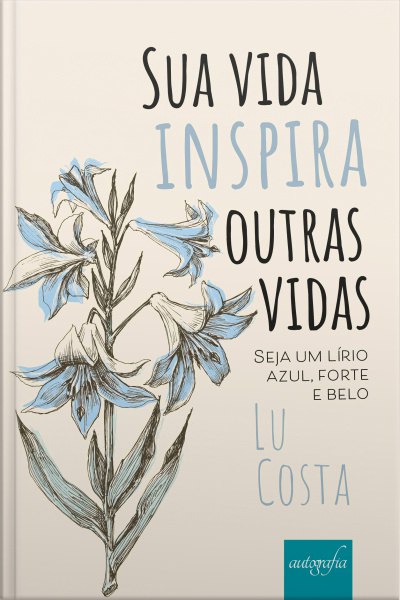 SUA VIDA
INSPIRA
OUTRAS
VIDAS
SEJA UM LÍRIO
AZUL, FORTE
E BELO
LU
COSTA
autografia